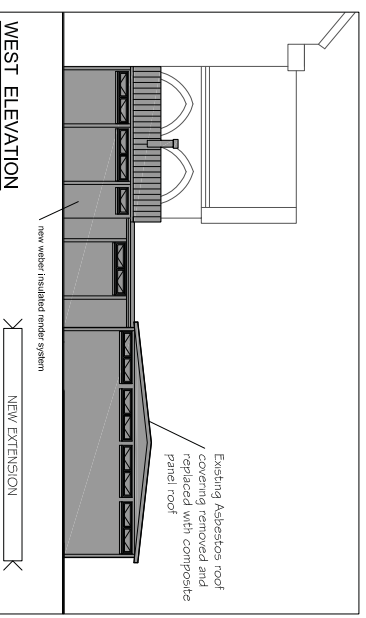 Existing Asbestos roof
covering removed and
replaced with composite
panel roof
new weber insulated render system
WEST ELEVATION
NEW EXTENSION